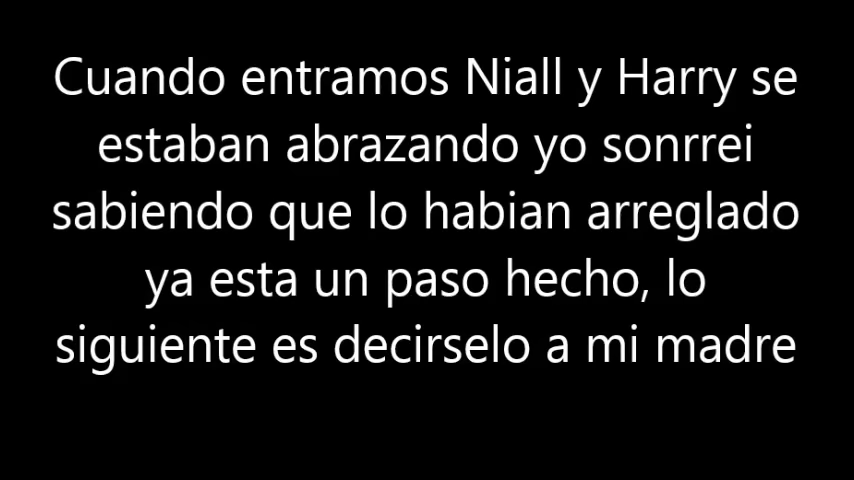 Cuando entramos Niall y Harry se
estaban abrazando yo sonrrei
sabiendo que lo habian arreglado
ya esta un paso hecho, lo
siguiente es decirselo a mi madre